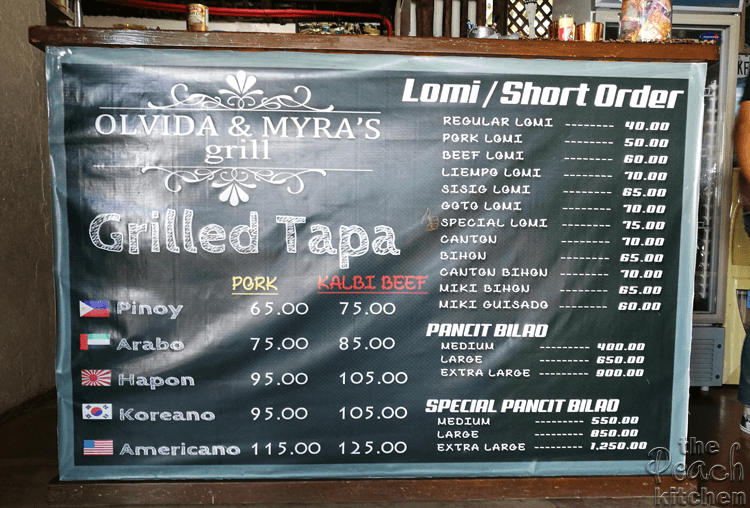 OLVIDA & MYRA'S
grill
Grilled Tapa
PORK KALBI BEEF
Pinoy 65.00 75.00
Arabo 75.00 85.00
Hapon 95.00 105.00
Koreano 95.00 105.00
Americano 115.00 125.00
Lomi / Short Order
REGULAR LOMI -------- 40.00
PORK LOMI -------- 50.00
BEEF LOMI -------- 60.00
LIEMPO LOMI -------- 70.00
SISIG LOMI -------- 65.00
GOTO LOMI -------- 70.00
SPECIAL LOMI -------- 75.00
CANTON -------- 70.00
BIHON -------- 65.00
CANTON BIHON -------- 70.00
MIKI BIHON -------- 65.00
MIKI GUISADO -------- 60.00
PANCIT BILAO
MEDIUM --------- 400.00
LARGE --------- 650.00
EXTRA LARGE --------- 900.00
SPECIAL PANCIT BILAO
MEDIUM --------- 550.00
LARGE --------- 850.00
EXTRA LARGE --------- 1,250.00
the
Peach
kitchen